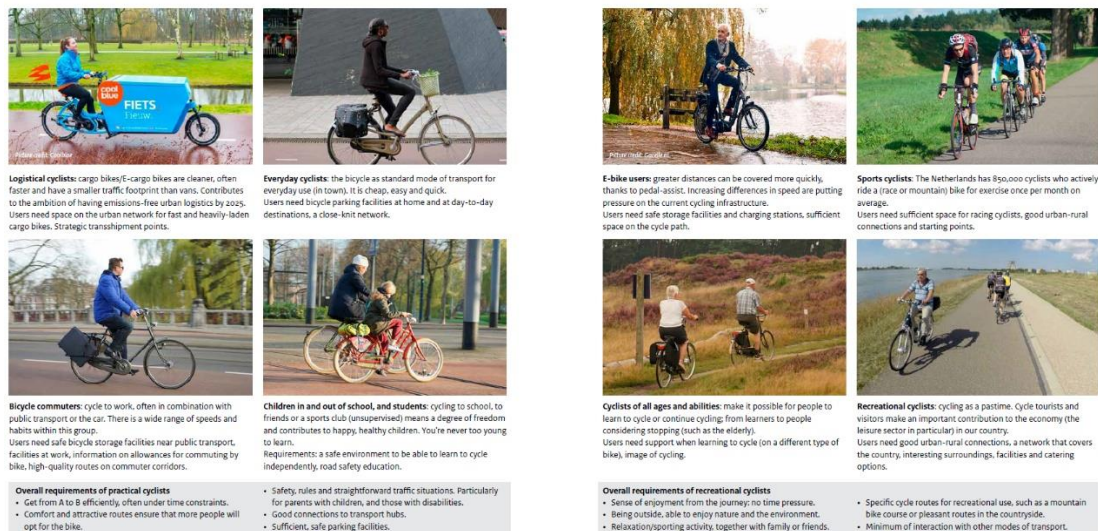 cool
blue
FIETS
Picture credit: Coolblue
Logistical cyclists: cargo bikes/E-cargo bikes are cleaner, often
faster and have a smaller traffic footprint than vans. Contributes
to the ambition of having emissions-free urban logistics by 2025.
Users need space on the urban network for fast and heavily-laden
cargo bikes. Strategic transshipment points.
Everyday cyclists: the bicycle as standard mode of transport for
everyday use (in town). It is cheap, easy and quick.
Users need bicycle parking facilities at home and at day-to-day
destinations, a close-knit network.
Bicycle commuters: cycle to work, often in combination with
public transport or the car. There is a wide range of speeds and
habits within this group.
Users need safe bicycle storage facilities near public transport,
facilities at work, information on allowances for commuting by
bike, high-quality routes on commuter corridors.
Children in and out of school, and students: cycling to school, to
friends or a sports club (unsupervised) means a degree of freedom
and contributes to happy, healthy children. You're never too young
to learn.
Requirements: a safe environment to be able to learn to cycle
independently, road safety education.
Overall requirements of practical cyclists
• Get from A to B efficiently, often under time constraints.
• Comfort and attractive routes ensure that more people will
opt for the bike.
• Safety, rules and straightforward traffic situations. Particularly
for parents with children, and those with disabilities.
• Good connections to transport hubs.
• Sufficient, safe parking facilities.
Picture credit:
E-bike users: greater distances can be covered more quickly,
thanks to pedal-assist. Increasing differences in speed are putting
pressure on the current cycling infrastructure.
Users need safe storage facilities and charging stations, sufficient
space on the cycle path.
Sports cyclists: The Netherlands has 850,000 cyclists who actively
ride a (race or mountain) bike for exercise once per month on
average.
Users need sufficient space for racing cyclists, good urban-rural
connections and starting points.
Cyclists of all ages and abilities: make it possible for people to
learn to cycle or continue cycling; from learners to people
considering stopping (such as the elderly).
Users need support when learning to cycle (on a different type of
bike), image of cycling.
Recreational cyclists: cycling as a pastime. Cycle tourists and
visitors make an important contribution to the economy (the
leisure sector in particular) in our country.
Users need good urban-rural connections, a network that covers
the country, interesting surroundings, facilities and catering
options.
Overall requirements of recreational cyclists
• Sense of enjoyment from the journey: no time pressure.
• Being outside, able to enjoy nature and the environment.
• Relaxation/sporting activity, together with family or friends.
• Specific cycle routes for recreational use, such as a mountain
bike course or pleasant routes in the countryside.
• Minimum of interaction with other modes of transport.